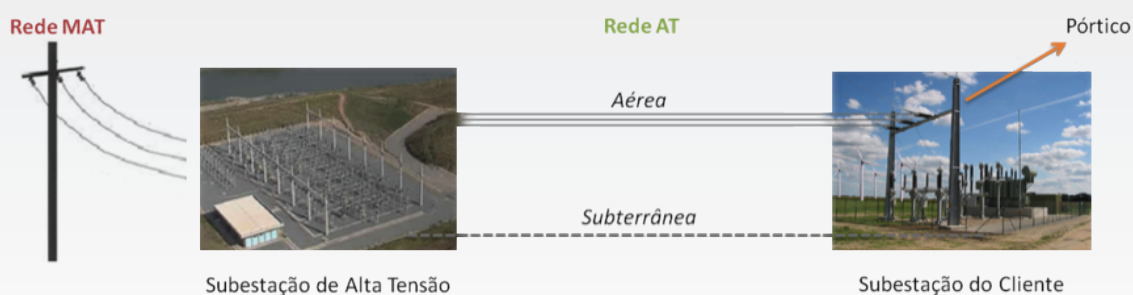 Rede MAT
Rede AT
Pórtico
Aérea
Subterrânea
Subestação de Alta Tensão
Subestação do Cliente